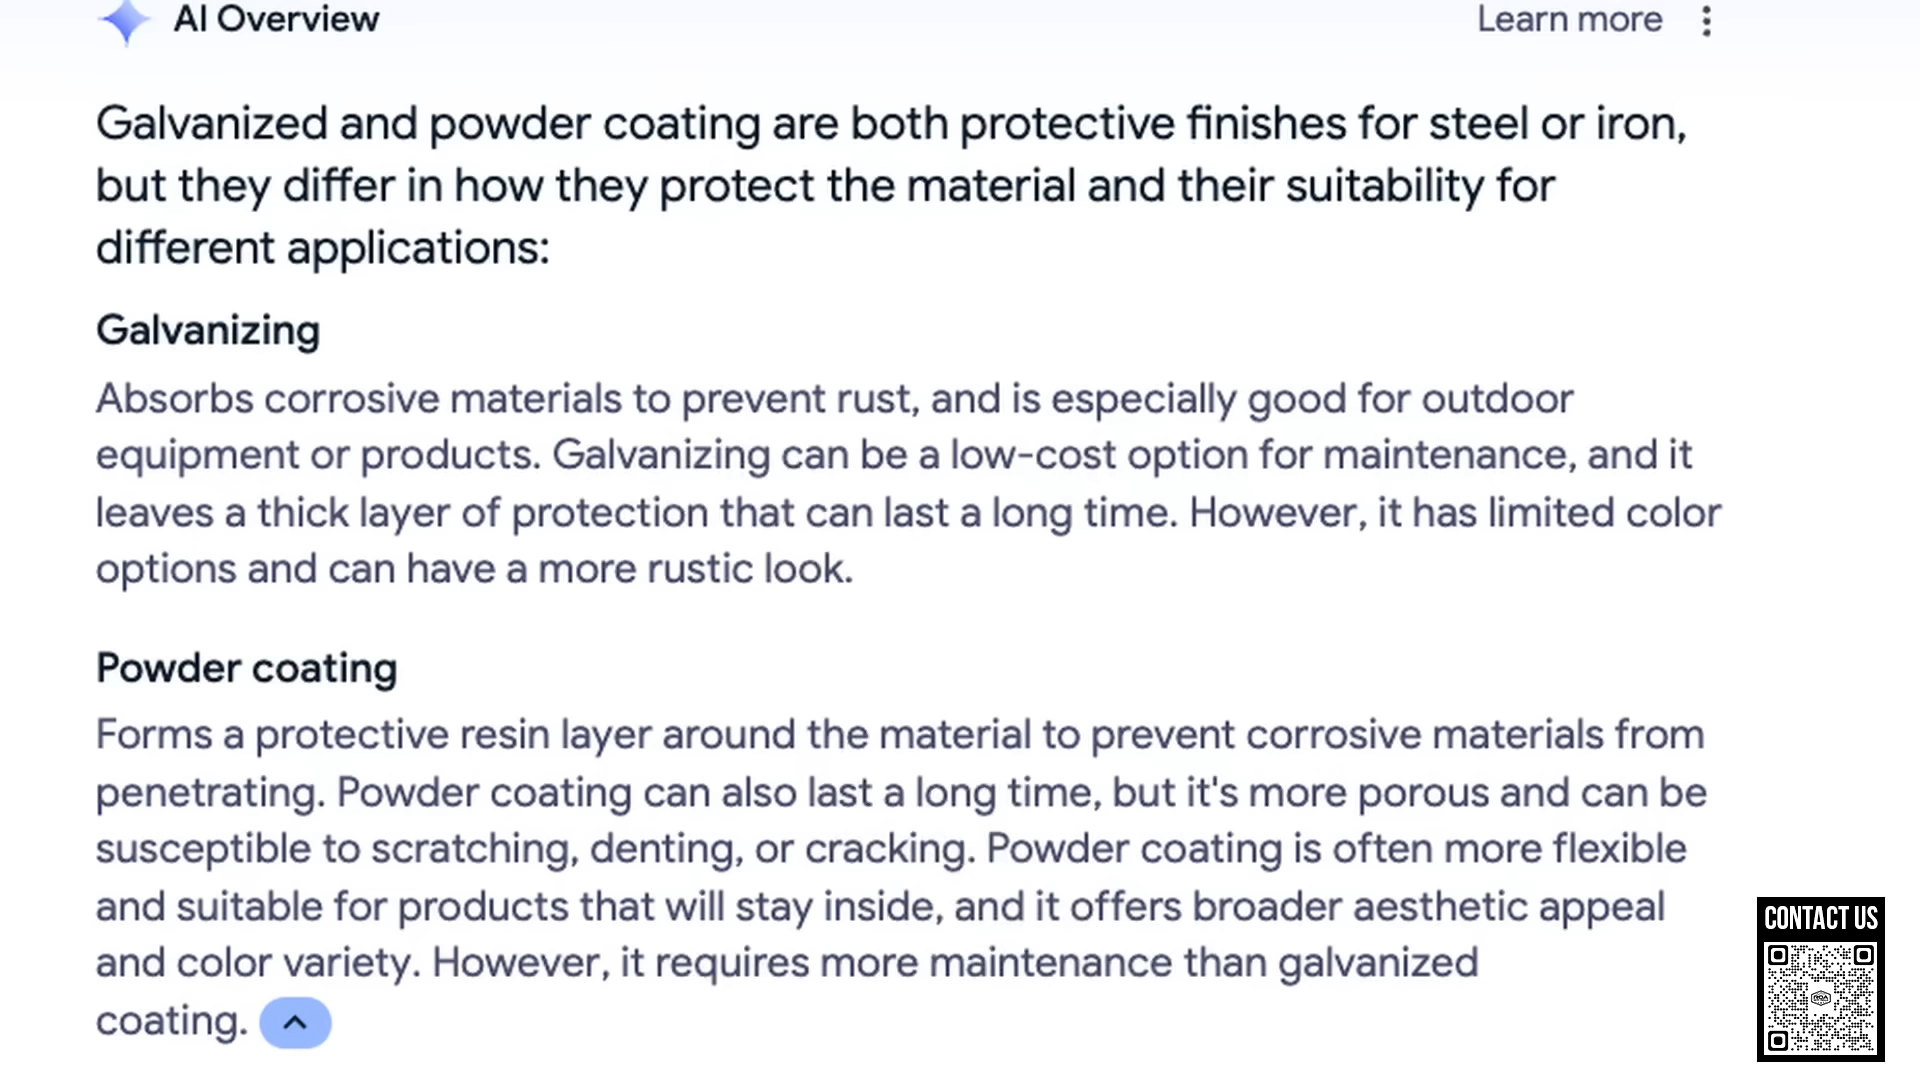 AI Overview
Learn more
Galvanized and powder coating are both protective finishes for steel or iron,
but they differ in how they protect the material and their suitability for
different applications:
Galvanizing
Absorbs corrosive materials to prevent rust, and is especially good for outdoor
equipment or products. Galvanizing can be a low-cost option for maintenance, and it
leaves a thick layer of protection that can last a long time. However, it has limited color
options and can have a more rustic look.
Powder coating
Forms a protective resin layer around the material to prevent corrosive materials from
penetrating. Powder coating can also last a long time, but it's more porous and can be
susceptible to scratching, denting, or cracking. Powder coating is often more flexible
and suitable for products that will stay inside, and it offers broader aesthetic appeal
and color variety. However, it requires more maintenance than galvanized
coating.
CONTACT US